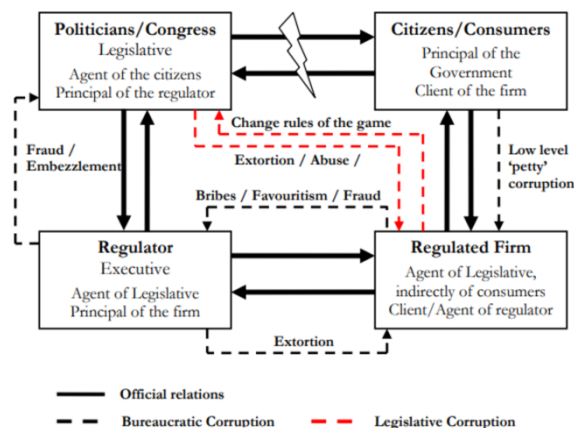 Politicians/Congress
Legislative
Agent of the citizens
Principal of the regulator
Citizens/Consumers
Principal of the
Government
Client of the firm
Fraud /
Embezzlement
Change rules of the game
Extortion / Abuse /
Low level
'petty'
corruption
Bribes / Favouritism / Fraud
Regulator
Executive
Agent of Legislative
Principal of the firm
Regulated Firm
Agent of Legislative,
indirectly of consumers
Client/Agent of regulator
Extortion
Official relations
Bureaucratic Corruption
Legislative Corruption